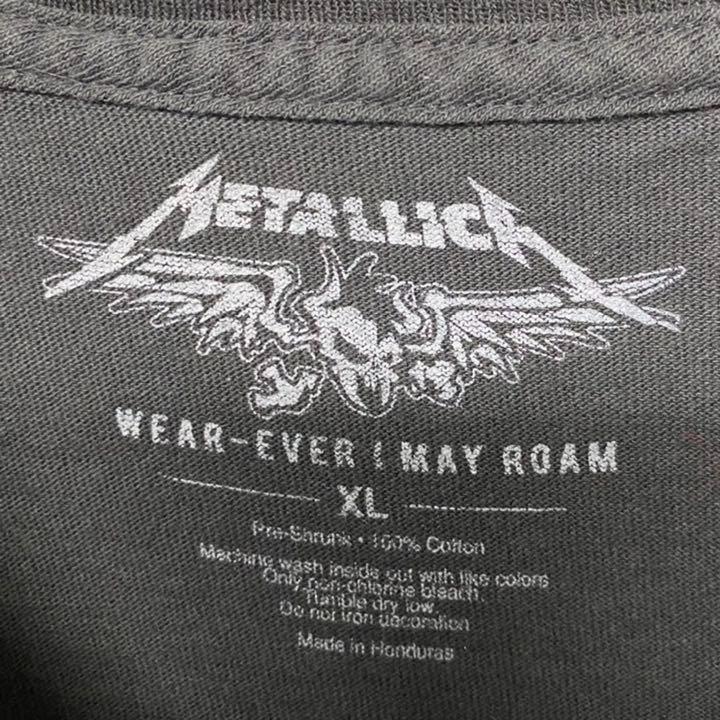 METALLICA
WEAR-EVER I MAY ROAM
XL
Pre-Shrunk • 100% Cotton
Machine wash inside out with like colors
Only non-chlorine bleach.
Tumble dry low.
Do not iron decoration
Made in Honduras